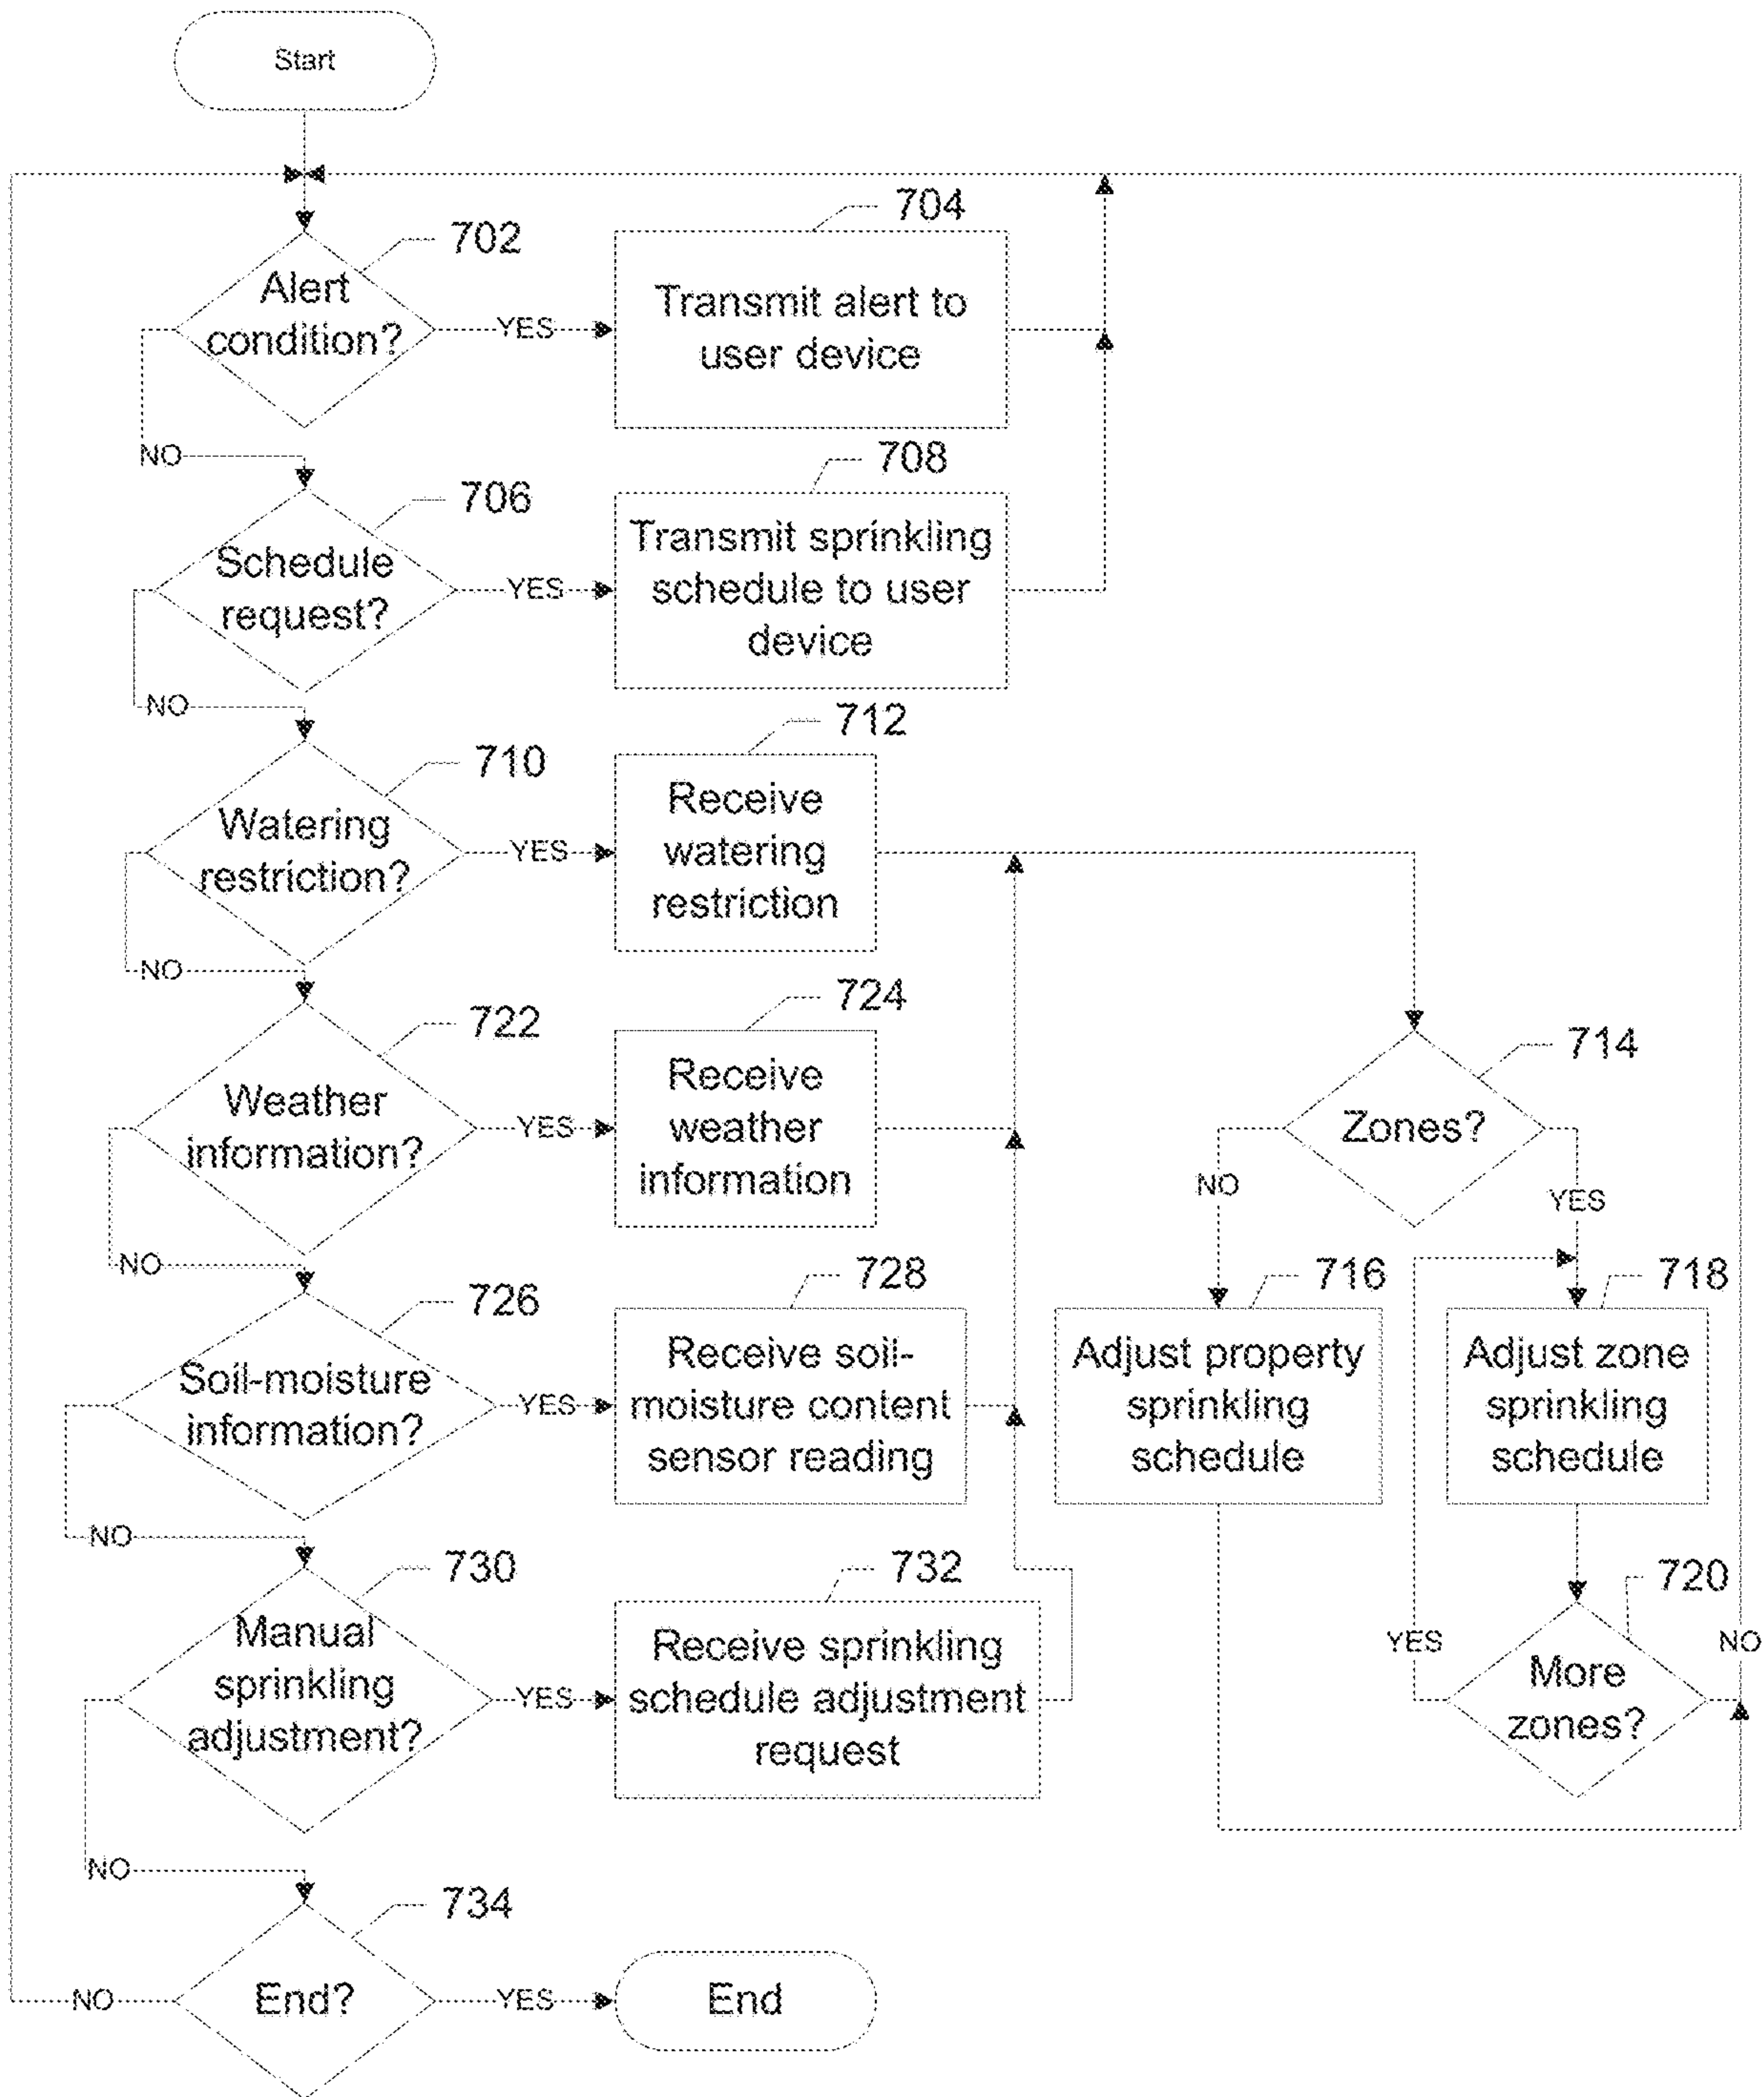 Start
702
Alert
condition?
YES
NO
704
Transmit alert to
user device
706
Schedule
request?
YES
NO
708
Transmit sprinkling
schedule to user
device
710
Watering
restriction?
YES
NO
712
Receive
watering
restriction
722
Weather
information?
YES
NO
724
Receive
weather
information
714
Zones?
NO
YES
726
Soil-moisture
information?
YES
NO
728
Receive soil-
moisture content
sensor reading
716
Adjust property
sprinkling
schedule
718
Adjust zone
sprinkling
schedule
730
Manual
sprinkling
adjustment?
YES
NO
732
Receive sprinkling
schedule adjustment
request
720
More
zones?
YES
NO
734
End?
NO
YES
End